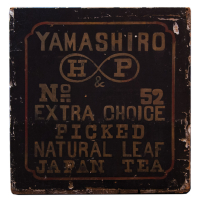 YAMASHIRO
H & P
No 52
EXTRA CHOICE
PICKED
NATURAL LEAF
JAPAN TEA